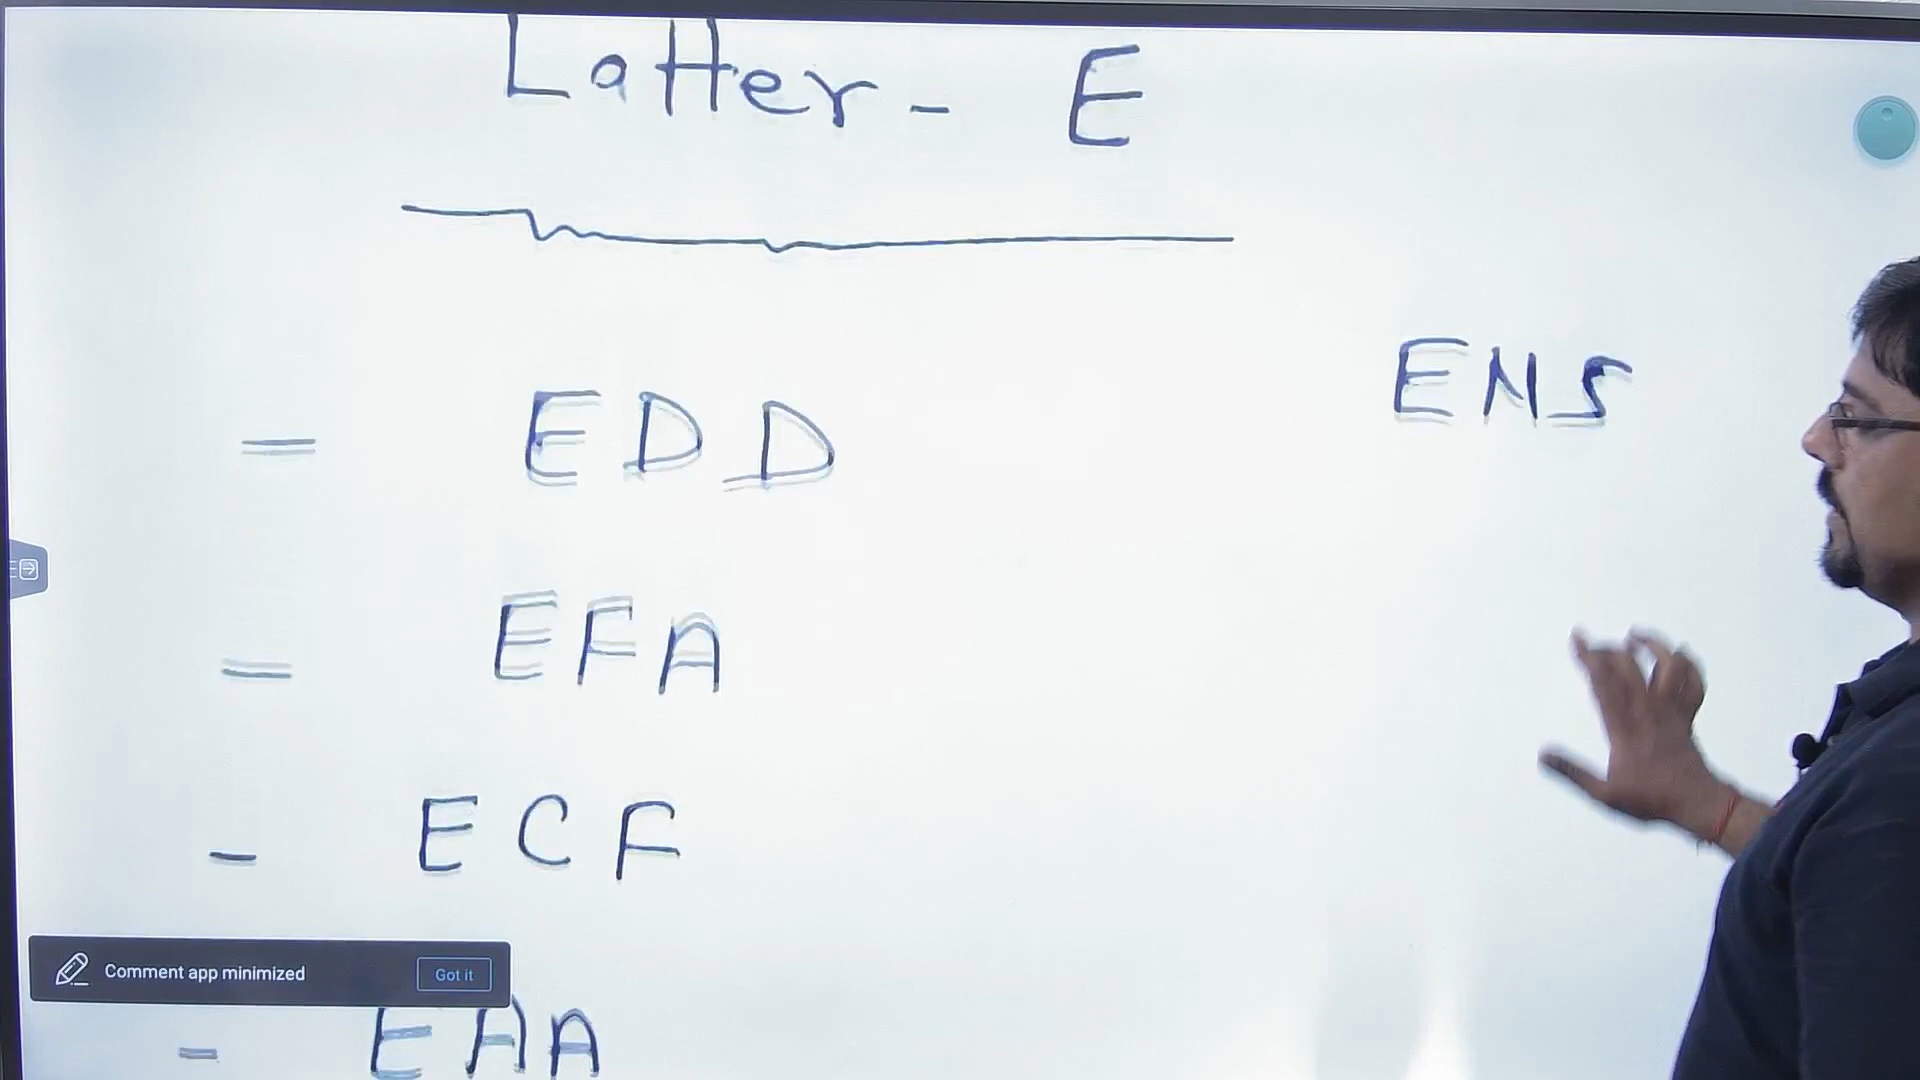 Latter - E
= EDD
ENS
= EFA
- ECF
Comment app minimized Got it
- EAA